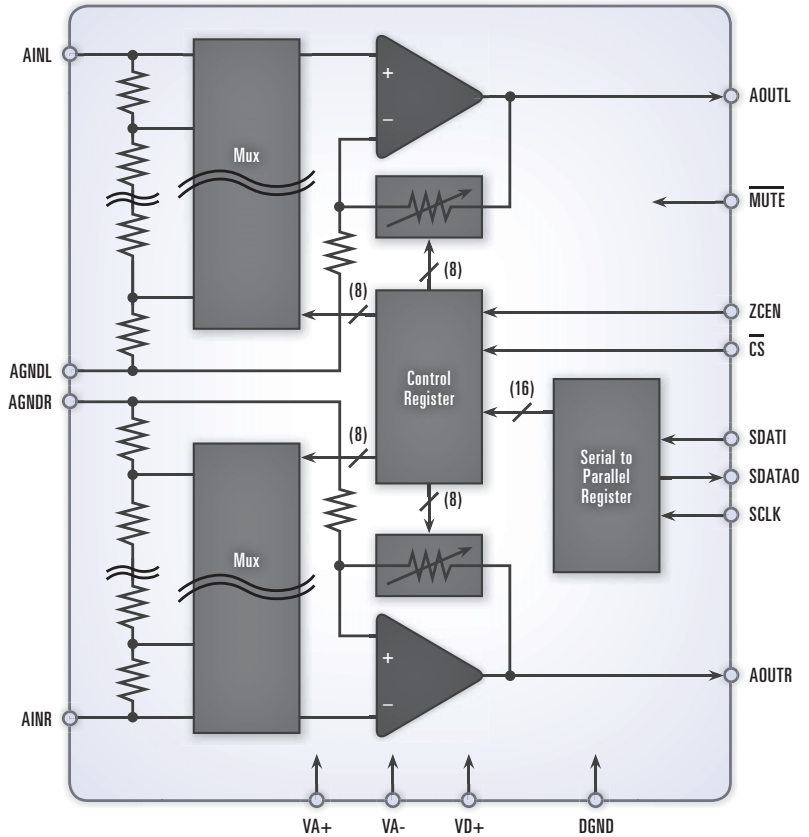 AINL
AOUTL
+
Mux
–
MUTE
(8)
(8)
ZCEN
CS
AGNDL
AGNDR
Control
Register
(16)
(8)
SDATI
Serial to
Parallel
Register
SDATAO
(8)
SCLK
Mux
+
AOUTR
–
AINR
VA+
VA-
VD+
DGND